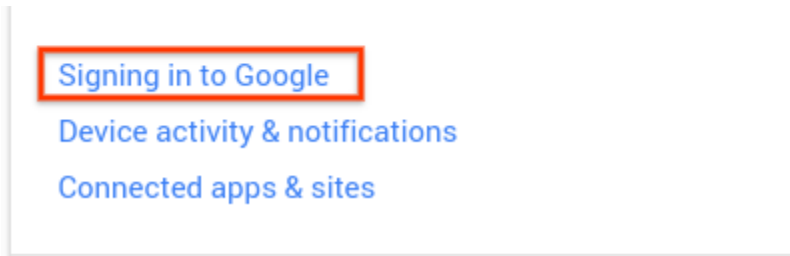 Signing in to Google
Device activity & notifications
Connected apps & sites